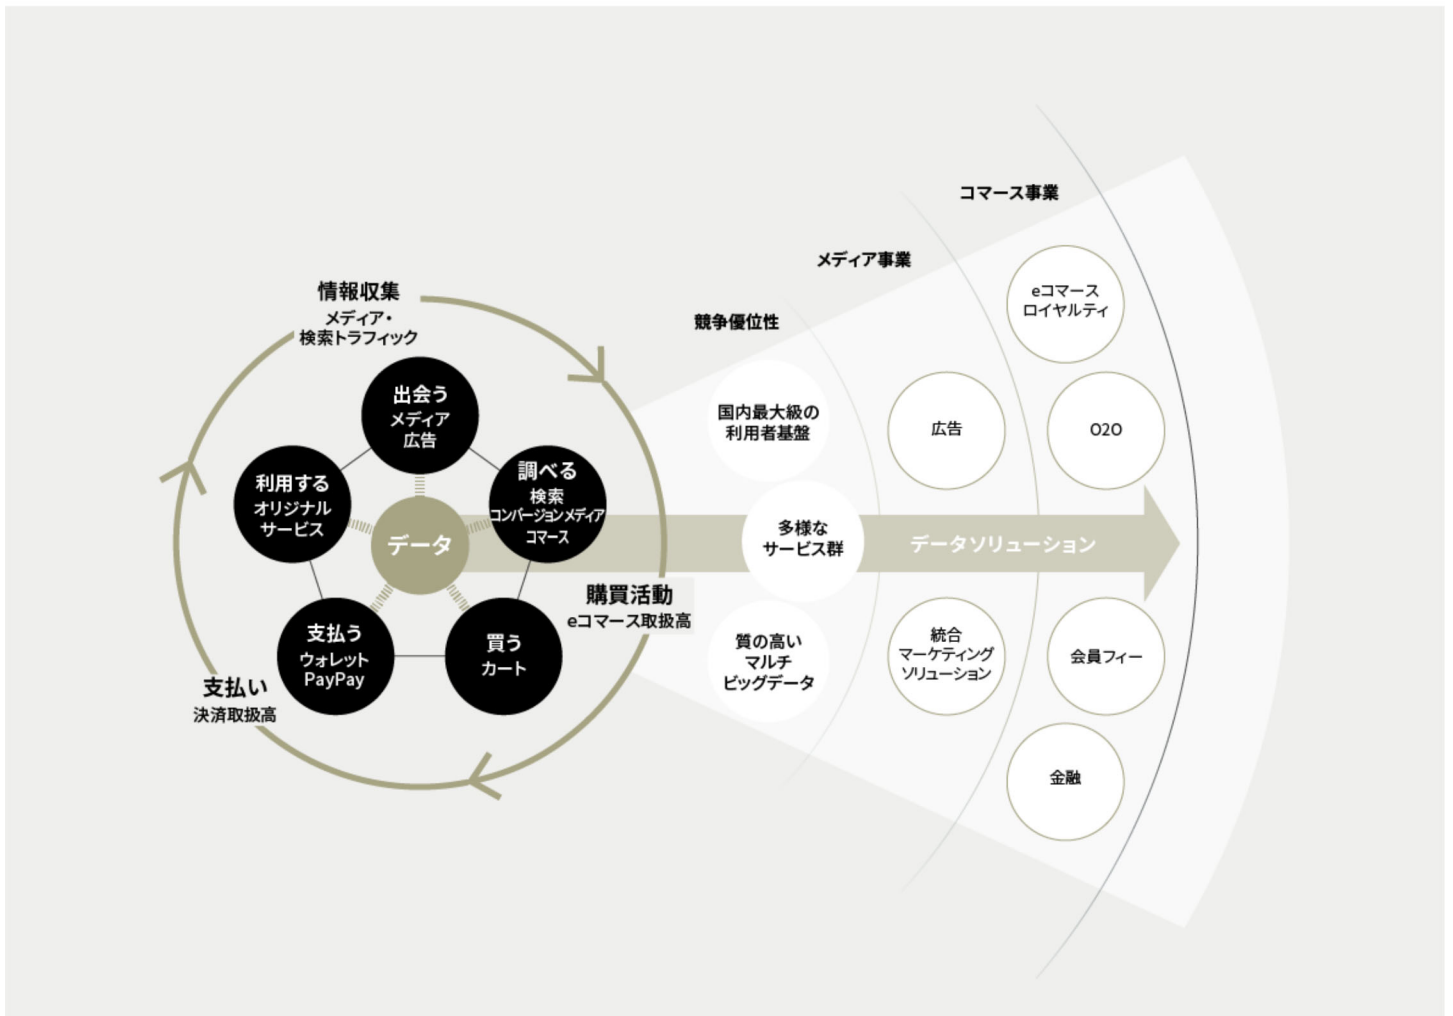 情報収集
メディア・
検索トラフィック
出会う
メディア
広告
調べる
検索
コンバージョンメディア
コマース
利用する
オリジナル
サービス
データ
支払う
ウォレット
PayPay
買う
カート
購買活動
eコマース取扱高
支払い
決済取扱高
競争優位性
国内最大級の
利用者基盤
多様な
サービス群
質の高い
マルチ
ビッグデータ
メディア事業
広告
データソリューション
統合
マーケティング
ソリューション
コマース事業
eコマース
ロイヤルティ
O2O
会員フィー
金融